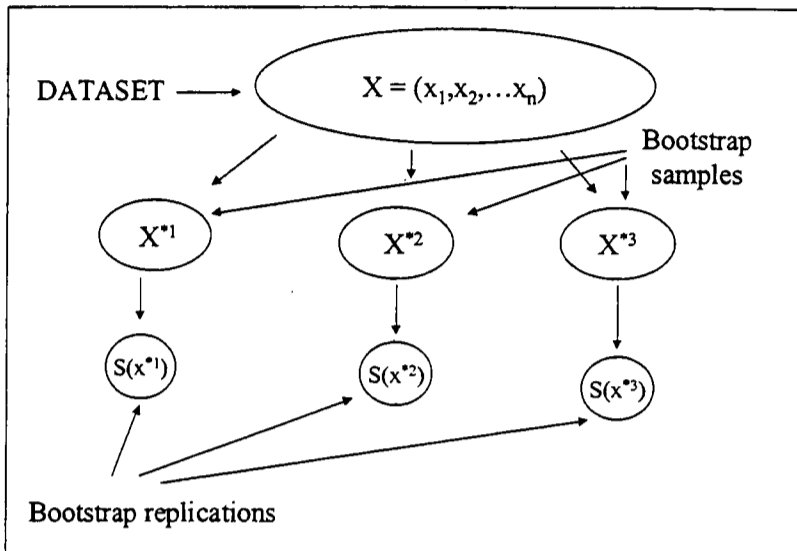 DATASET
X = (x₁,x₂,…xₙ)
Bootstrap
samples
X*¹
X*²
X*³
S(x*¹)
S(x*²)
S(x*³)
Bootstrap replications